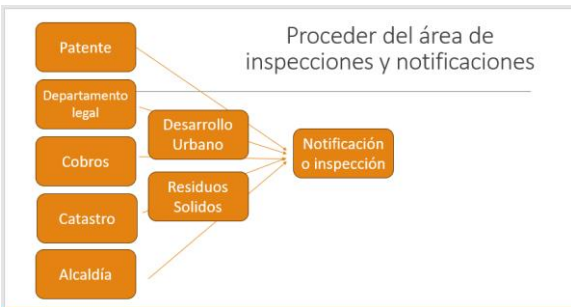 Proceder del área de
inspecciones y notificaciones
Patente
Departamento
legal
Desarrollo
Urbano
Cobros
Notificación
o inspección
Residuos
Solidos
Catastro
Alcaldía